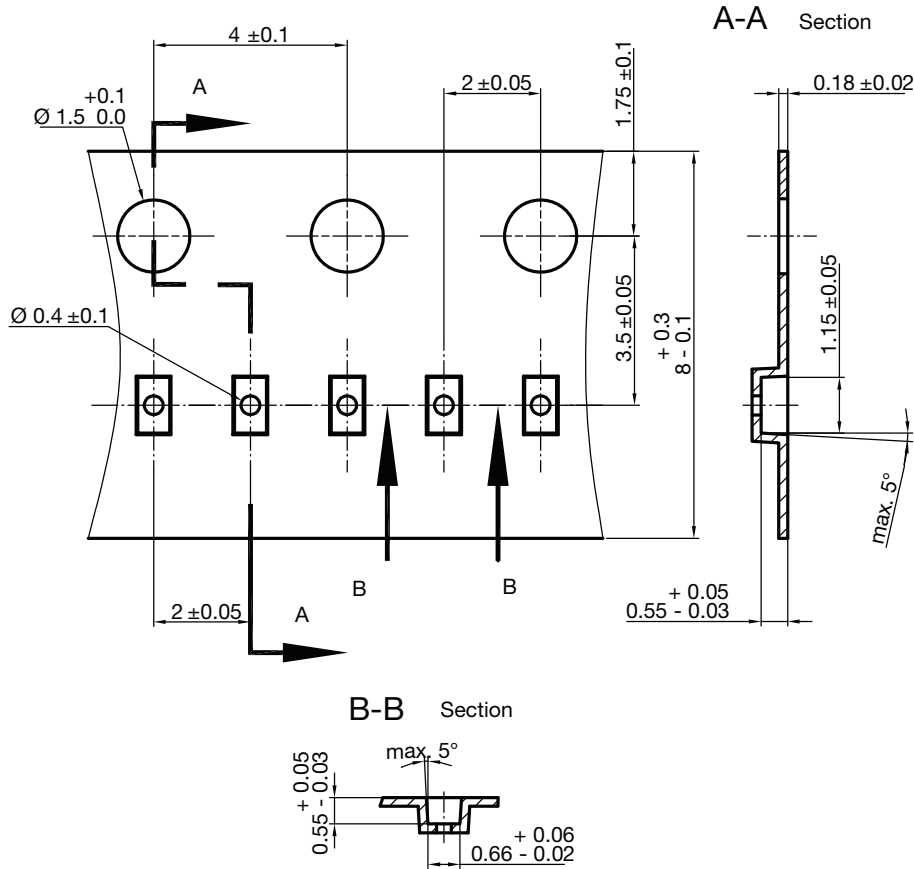 A-A Section
4 ±0.1
A
+0.1
Ø 1.5 0.0
2 ±0.05
1.75 ±0.1
0.18 ±0.02
Ø 0.4 ±0.1
3.5 ±0.05
+ 0.3
8 - 0.1
1.15 ±0.05
max. 5°
B
B
2 ±0.05
A
+ 0.05
0.55 - 0.03
B-B Section
max. 5°
+ 0.05
0.55 - 0.03
+ 0.06
0.66 - 0.02